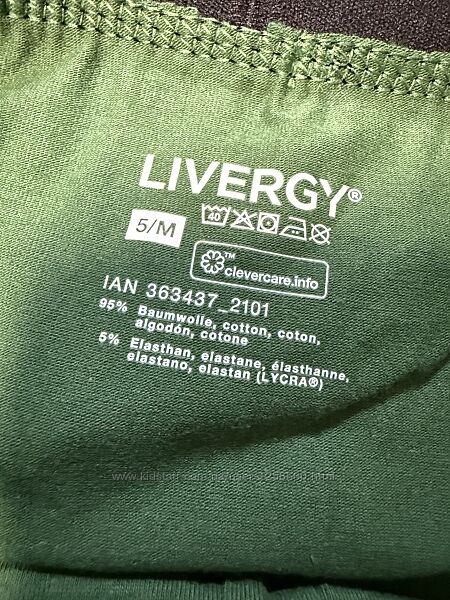 LIVERGY®
5/M
40
™
clevercare.info
IAN 363437_2101
95% Baumwolle, cotton, coton,
algodón, cotone
5% Elasthan, elastane, élasthanne,
elastano, elastan (LYCRA®)